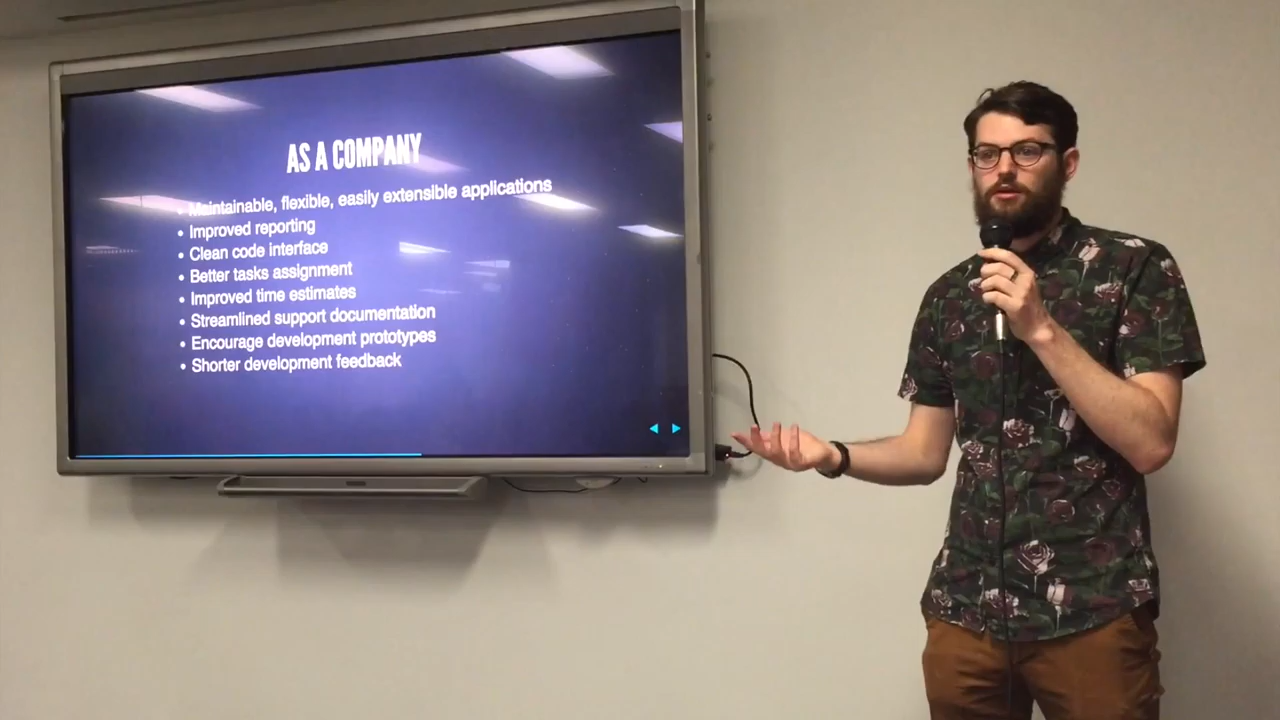 AS A COMPANY
• Maintainable, flexible, easily extensible applications
• Improved reporting
• Clean code interface
• Better tasks assignment
• Improved time estimates
• Streamlined support documentation
• Encourage development prototypes
• Shorter development feedback